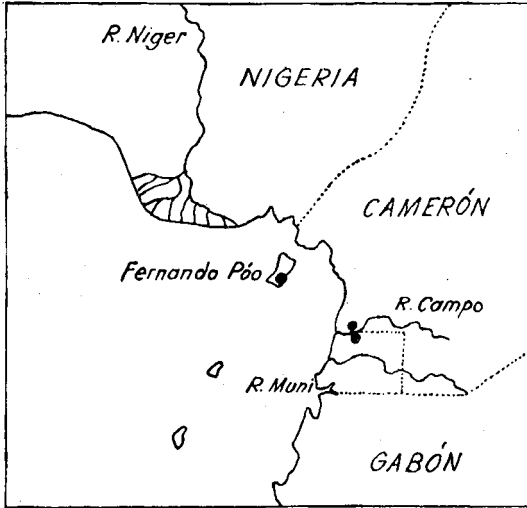 R. Niger
NIGERIA
CAMERÓN
Fernando Póo
R. Campo
R. Muni
GABÓN